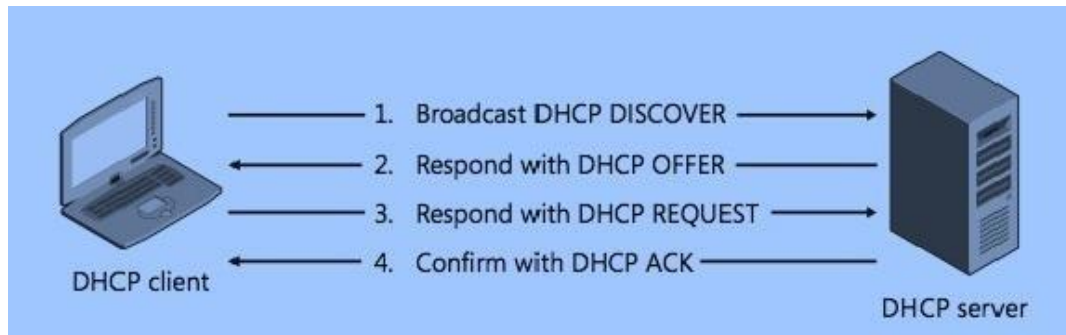 1. Broadcast DHCP DISCOVER
2. Respond with DHCP OFFER
3. Respond with DHCP REQUEST
4. Confirm with DHCP ACK
DHCP client
DHCP server